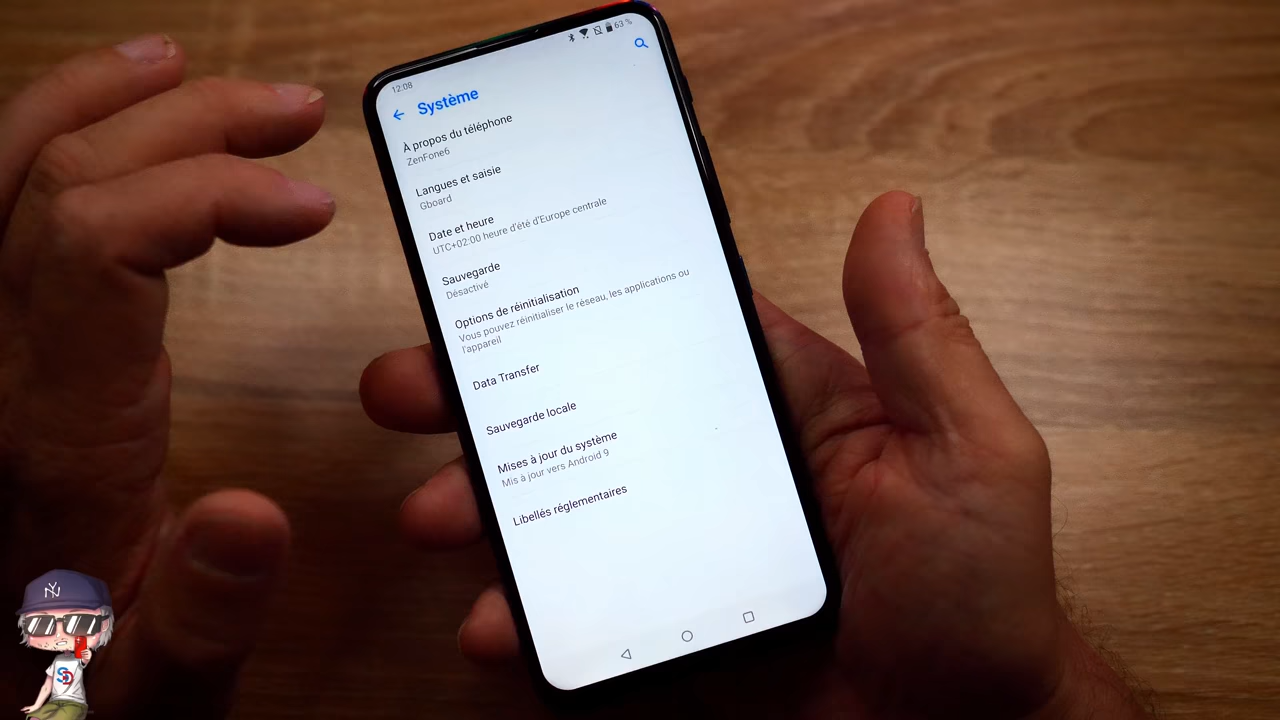 12:08
63 %
Système
À propos du téléphone
ZenFone6
Langues et saisie
Gboard
Date et heure
UTC+02:00 heure d'été d'Europe centrale
Sauvegarde
Désactivé
Options de réinitialisation
Vous pouvez réinitialiser le réseau, les applications ou
l'appareil
Data Transfer
Sauvegarde locale
Mises à jour du système
Mis à jour vers Android 9
Libellés réglementaires
NY
SD